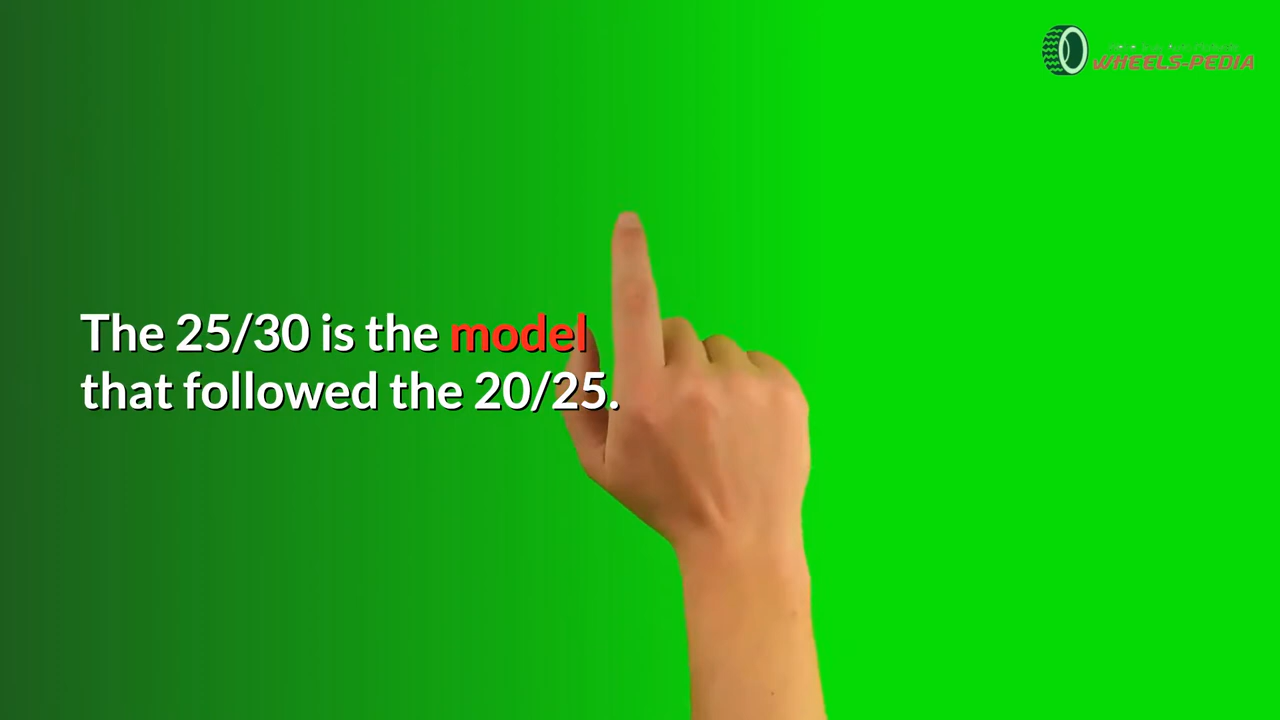 WHEELS-PEDIA
The 25/30 is the model
that followed the 20/25.